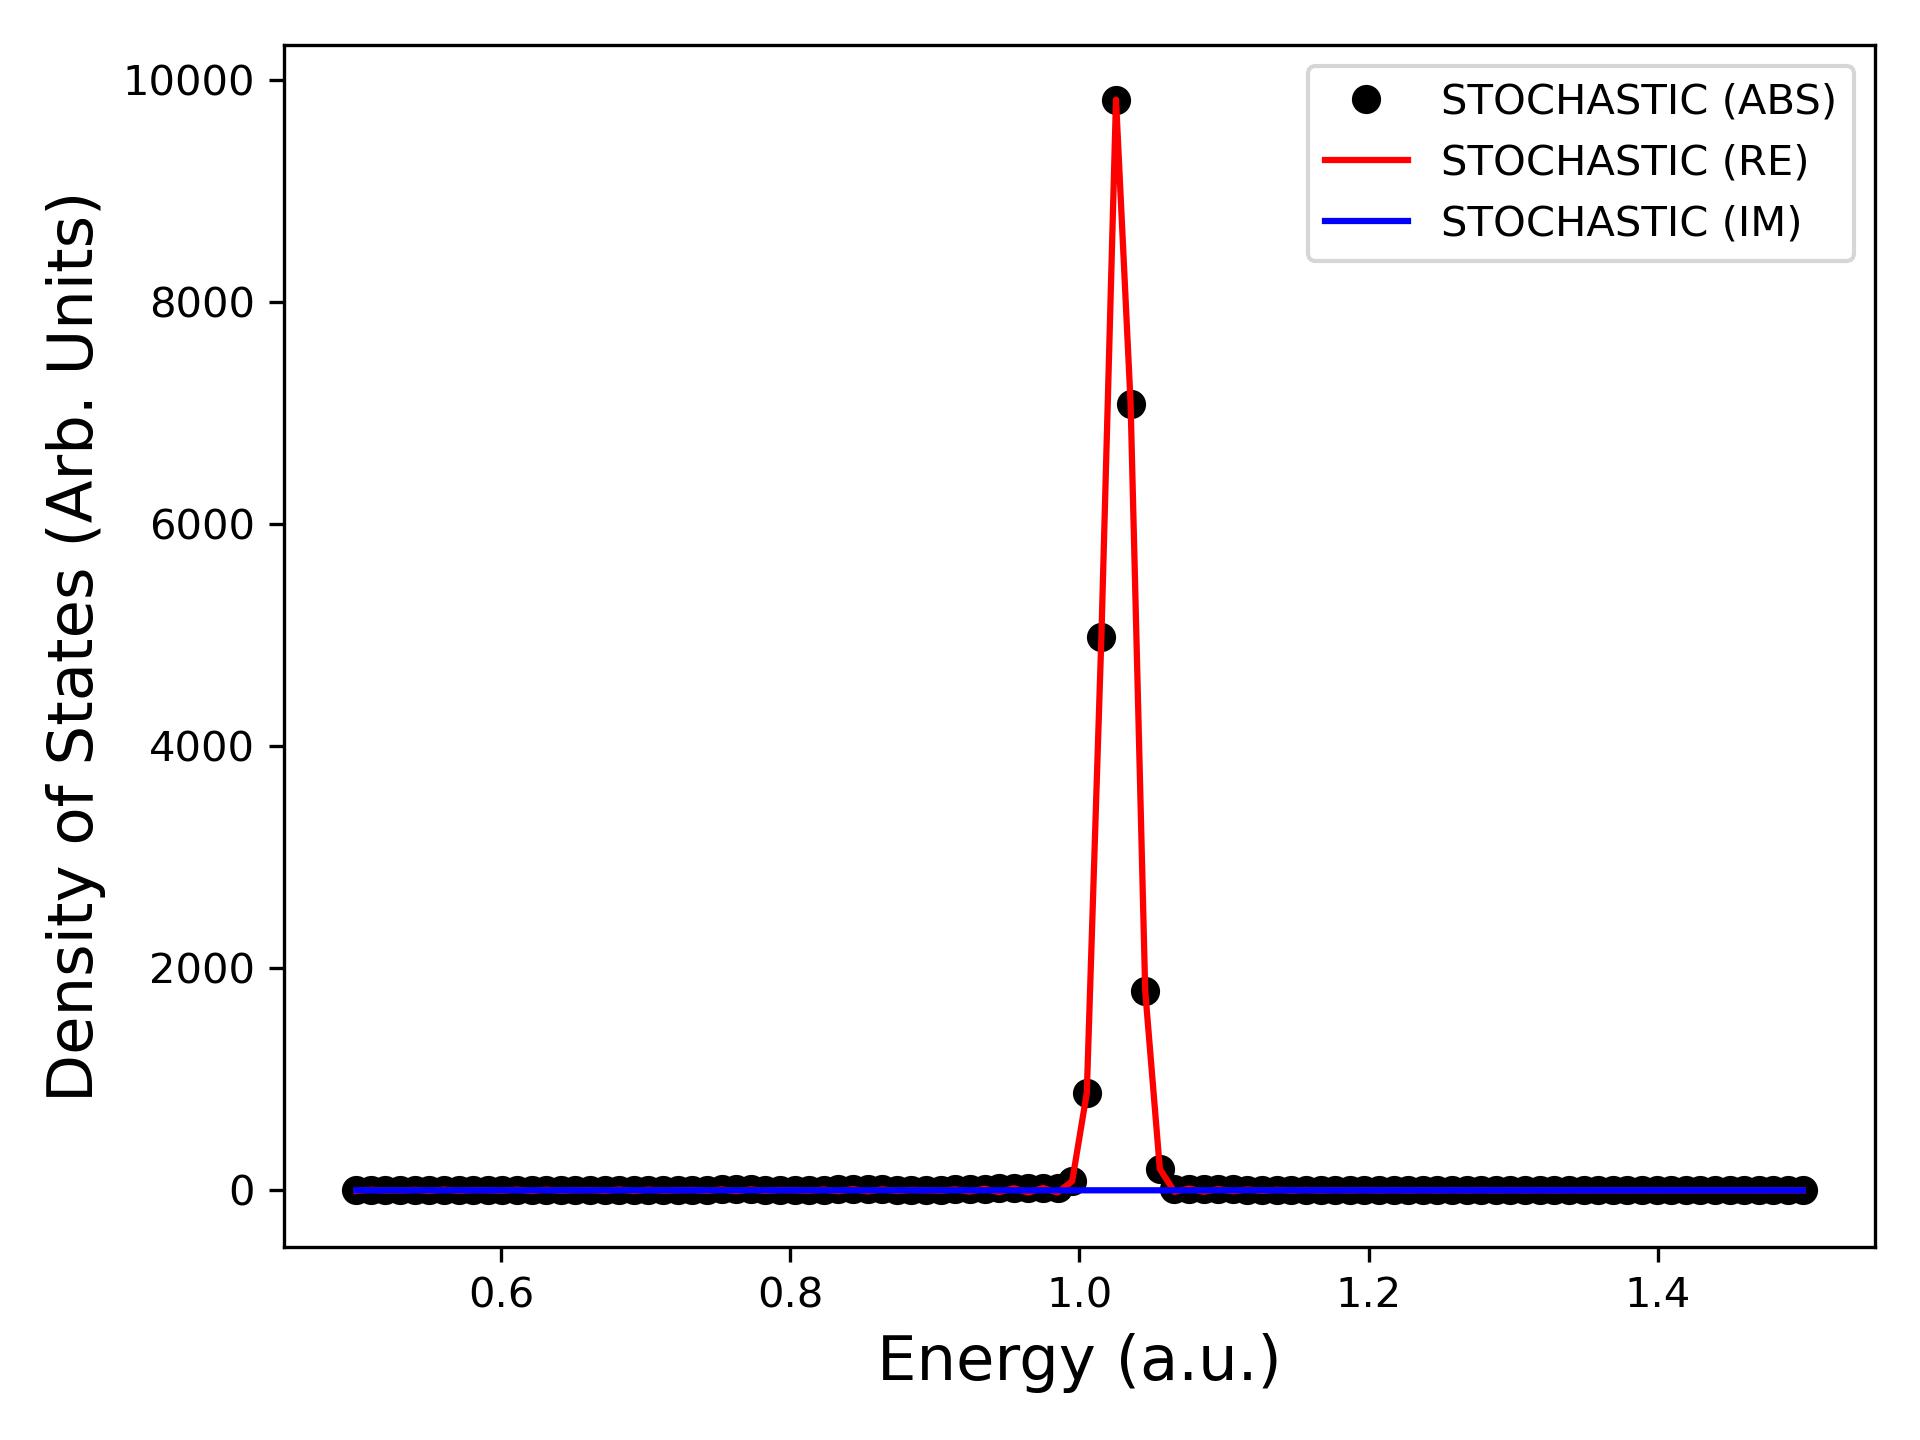 10000
8000
6000
4000
2000
0
Density of States (Arb. Units)
STOCHASTIC (ABS)
STOCHASTIC (RE)
STOCHASTIC (IM)
0.6 0.8 1.0 1.2 1.4
Energy (a.u.)